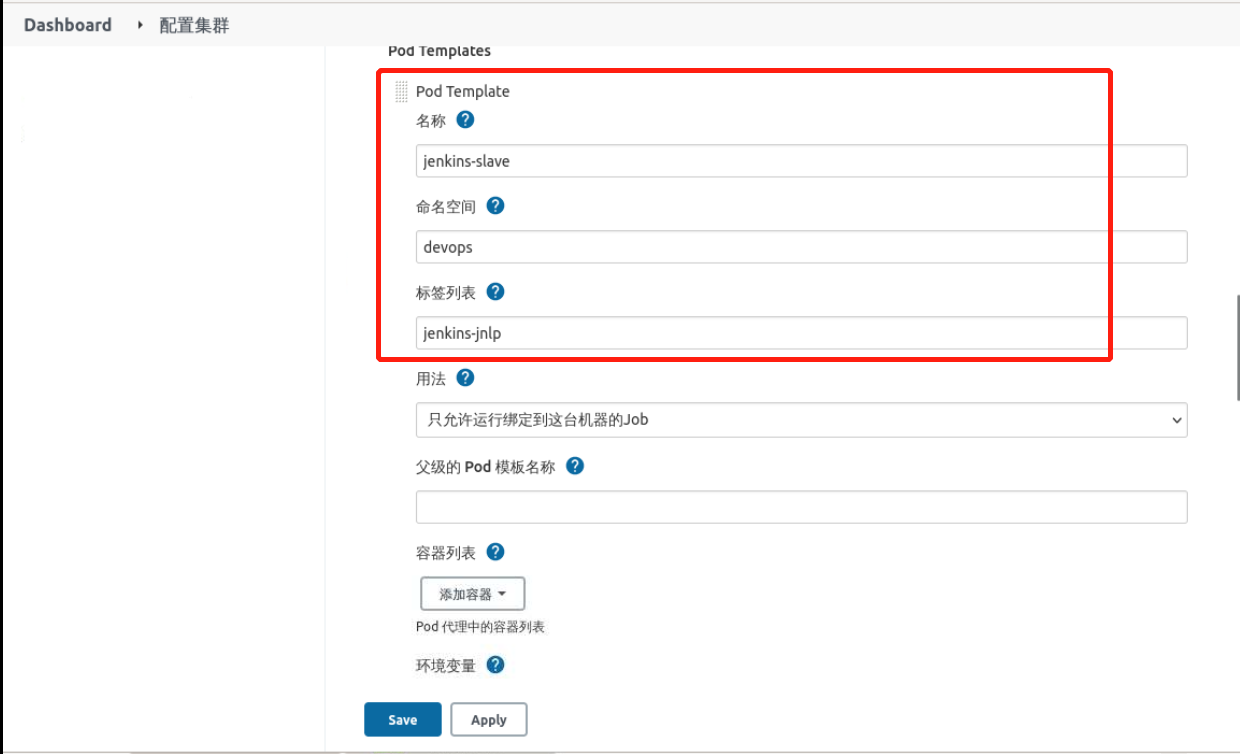 Dashboard 配置集群
Pod Templates
Pod Template
名称
jenkins-slave
命名空间
devops
标签列表
jenkins-jnlp
用法
只允许运行绑定到这台机器的Job
父级的 Pod 模板名称
容器列表
添加容器
Pod 代理中的容器列表
环境变量
Save Apply